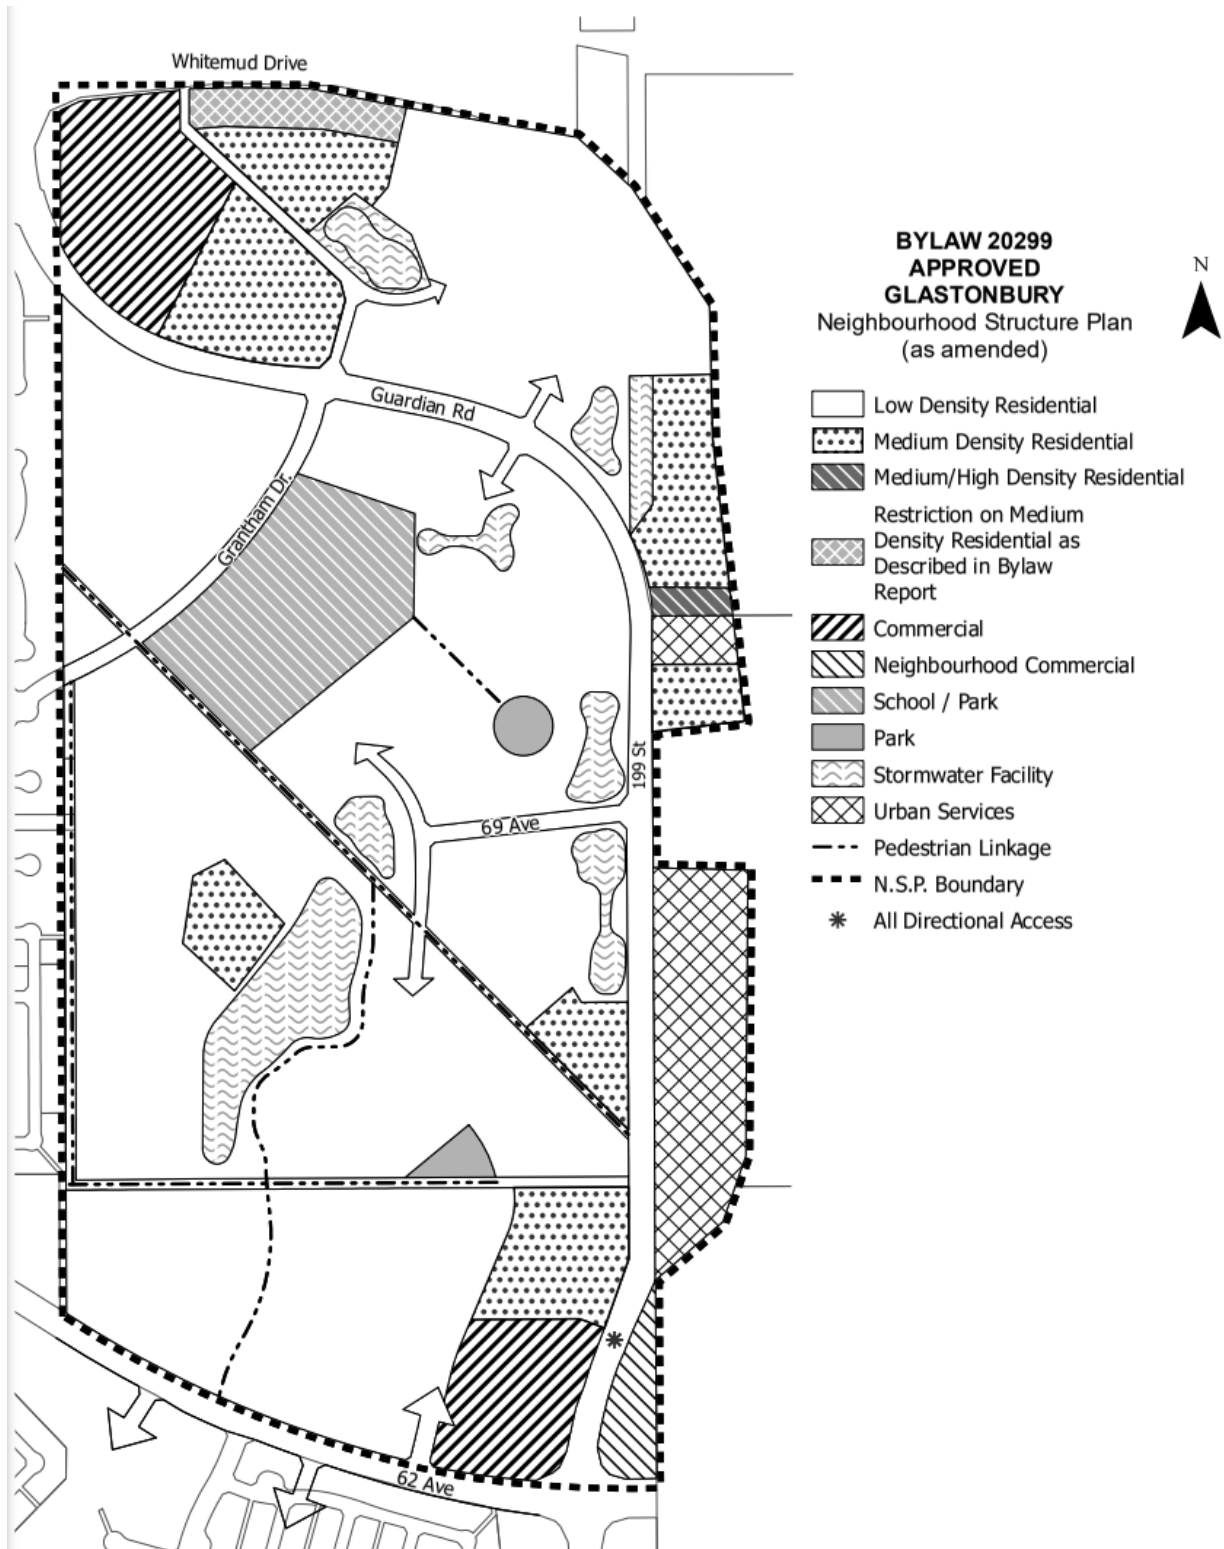 Whitemud Drive
BYLAW 20299
APPROVED
GLASTONBURY
Neighbourhood Structure Plan
(as amended)
N
Guardian Rd
Grantham Dr.
199 St
69 Ave
62 Ave
Low Density Residential
Medium Density Residential
Medium/High Density Residential
Restriction on Medium
Density Residential as
Described in Bylaw
Report
Commercial
Neighbourhood Commercial
School / Park
Park
Stormwater Facility
Urban Services
Pedestrian Linkage
N.S.P. Boundary
All Directional Access